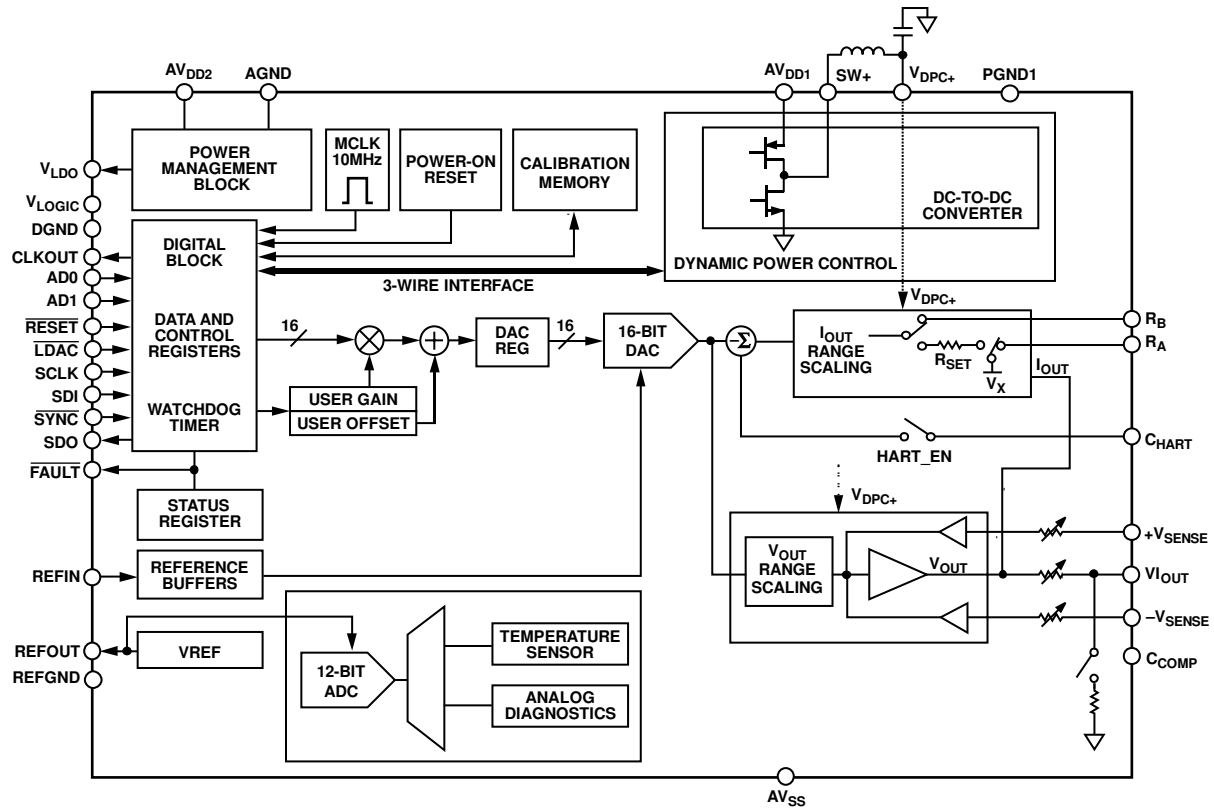 AVDD2
AGND
AVDD1
SW+
VDPC+
PGND1
VLDO
VLOGIC
DGND
CLKOUT
AD0
AD1
RESET
LDAC
SCLK
SDI
SYNC
SDO
FAULT
REFIN
REFOUT
REFGND
POWER
MANAGEMENT
BLOCK
MCLK
10MHz
POWER-ON
RESET
CALIBRATION
MEMORY
DC-TO-DC
CONVERTER
DYNAMIC POWER CONTROL
3-WIRE INTERFACE
DIGITAL
BLOCK
DATA AND
CONTROL
REGISTERS
WATCHDOG
TIMER
16
USER GAIN
USER OFFSET
DAC
REG
16
16-BIT
DAC
–Σ
VDPC+
IOUT
RANGE
SCALING
RSET
VX
IOUT
RB
RA
HART_EN
CHART
STATUS
REGISTER
REFERENCE
BUFFERS
VREF
12-BIT
ADC
TEMPERATURE
SENSOR
ANALOG
DIAGNOSTICS
VDPC+
VOUT
RANGE
SCALING
VOUT
+VSENSE
VIOUT
–VSENSE
CCOMP
AVSS